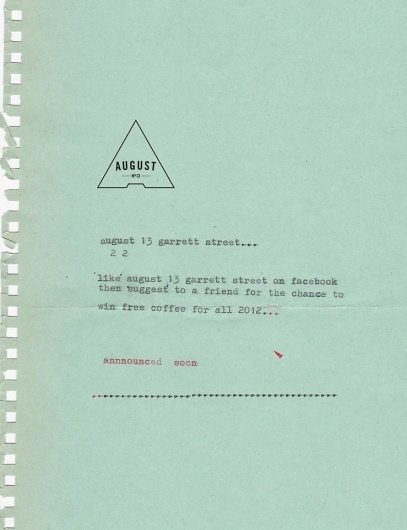 AUGUST
Nº13
august 13 garrett street...
2 2
'like' august 13 garrett street on facebook
then 'suggest' to a friend for the chance to
win free coffee for all 2012...
annnounced soon